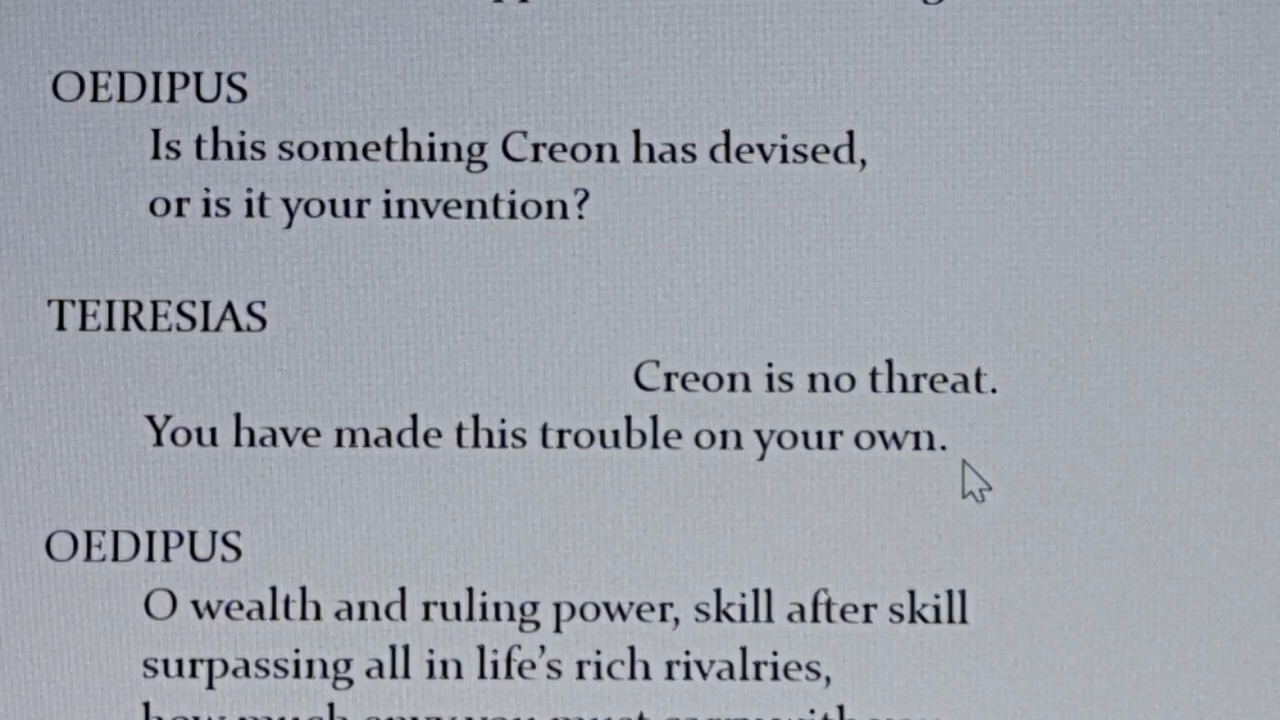 OEDIPUS
Is this something Creon has devised,
or is it your invention?
TEIRESIAS
Creon is no threat.
You have made this trouble on your own.
OEDIPUS
O wealth and ruling power, skill after skill
surpassing all in life’s rich rivalries,